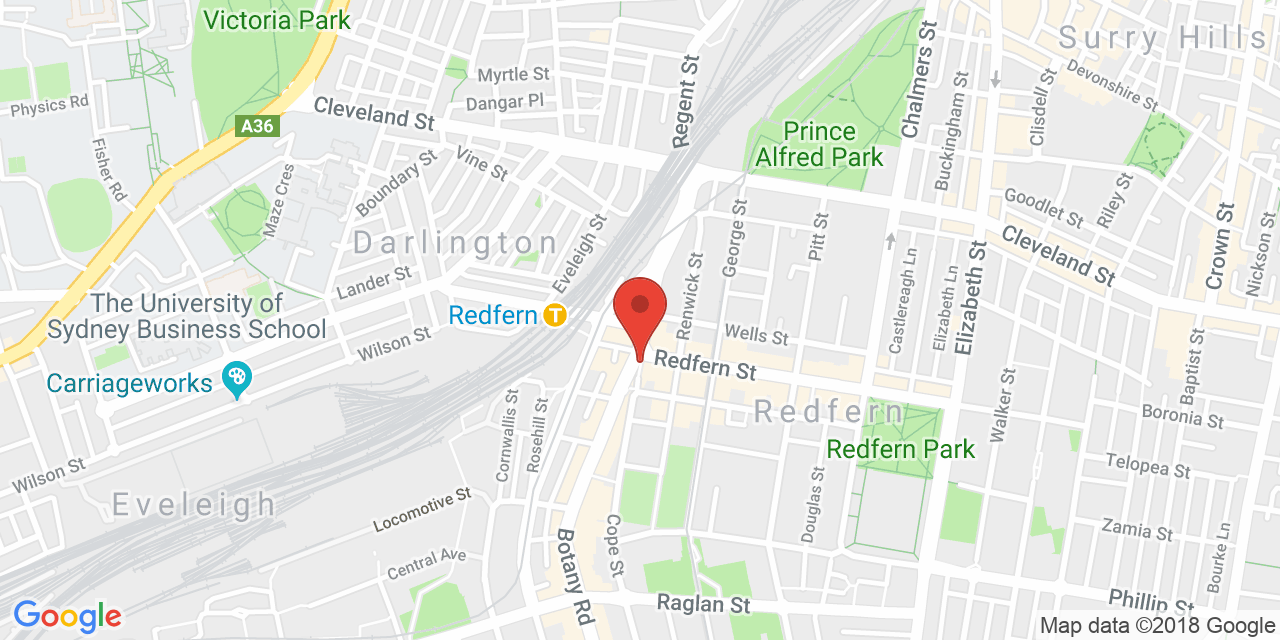 Victoria Park
Surry Hills
Myrtle St
Regent St
Chalmers St
Devonshire St
Physics Rd
Dangar Pl
Cleveland St
Buckingham St
Clisdell St
A36
Prince
Alfred Park
Fisher Rd
Vine St
Boundary St
Maze Cres
Goodlet St
Riley St
Crown St
Nickson St
Darlington
Eveleigh St
George St
Pitt St
Cleveland St
Lander St
Renwick St
Castlereagh Ln
Elizabeth Ln
Elizabeth St
The University of
Sydney Business School
Redfern
T
Wilson St
Wells St
Redfern St
Baptist St
Carriageworks
Cornwallis St
Rosehill St
Redfern
Walker St
Boronia St
Redfern Park
Wilson St
Telopea St
Eveleigh
Locomotive St
Douglas St
Cope St
Zamia St
Bourke Ln
Central Ave
Botany Rd
Raglan St
Phillip St
Google
Map data ©2018 Google